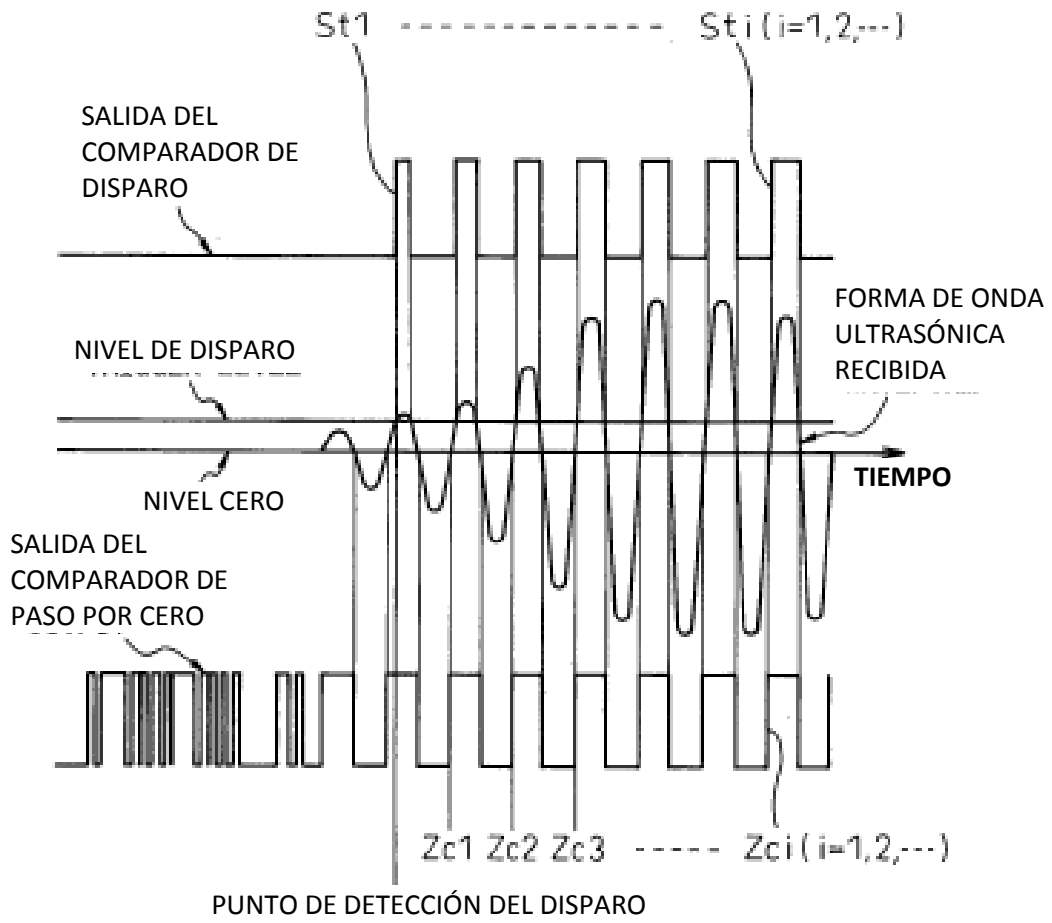 St1 ---------- Sti(i=1,2,---)
SALIDA DEL
COMPARADOR DE
DISPARO
FORMA DE ONDA
ULTRASÓNICA
RECIBIDA
NIVEL DE DISPARO
TIEMPO
NIVEL CERO
SALIDA DEL
COMPARADOR DE
PASO POR CERO
Zc1 Zc2 Zc3 ----- Zci(i=1,2,---)
PUNTO DE DETECCIÓN DEL DISPARO